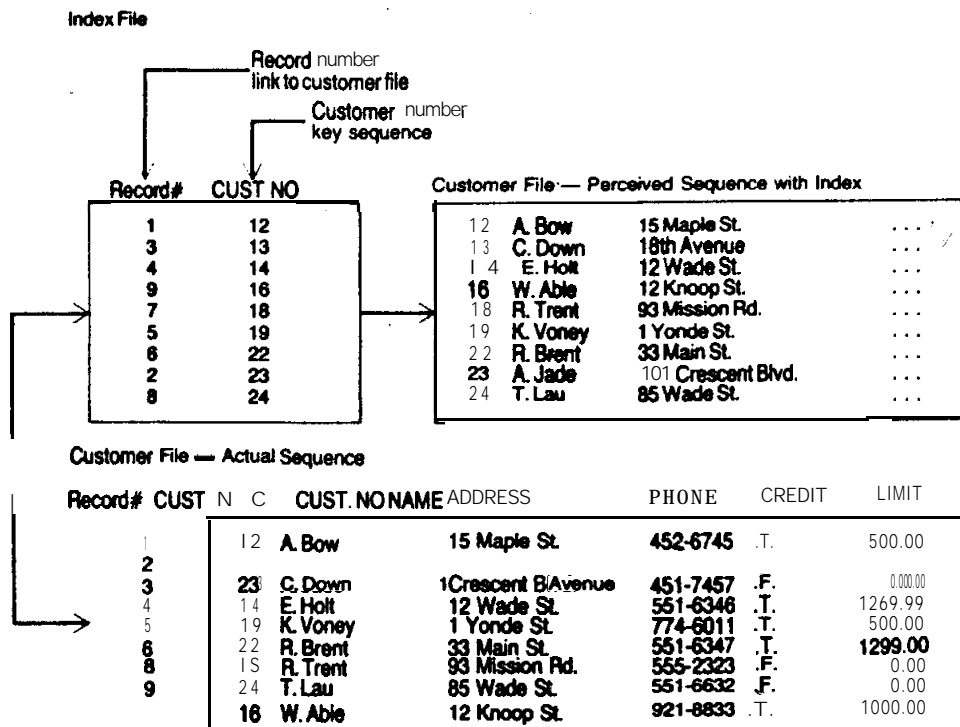 Index File
Record number
link to customer file
Customer number
key sequence
Record# CUST NO
1 12
3 13
4 14
9 16
7 18
5 19
6 22
2 23
8 24
Customer File — Perceived Sequence with Index
12 A. Bow 15 Maple St. ...
13 C. Down 18th Avenue ...
I 4 E. Holt 12 Wade St. ...
16 W. Able 12 Knoop St. ...
18 R. Trent 93 Mission Rd. ...
19 K. Voney 1 Yonde St. ...
22 R. Brent 33 Main St. ...
23 A. Jade 101 Crescent Blvd. ...
24 T. Lau 85 Wade St. ...
Customer File — Actual Sequence
Record# CUST N C CUST. NO NAME ADDRESS PHONE CREDIT LIMIT
1 I2 A. Bow 15 Maple St. 452-6745 .T. 500.00
2
3 23 C. Down 1Crescent Avenue 451-7457 .F.
4 14 E. Holt 12 Wade St. 551-6346 .T. 1269.99
5 19 K. Voney 1 Yonde St. 774-6011 .T. 500.00
6 22 R. Brent 33 Main St. 551-6347 .T. 1299.00
8 IS R. Trent 93 Mission Rd. 555-2323 .F. 0.00
9 24 T. Lau 85 Wade St. 551-6632 .F. 0.00
16 W. Able 12 Knoop St. 921-8833 .T. 1000.00